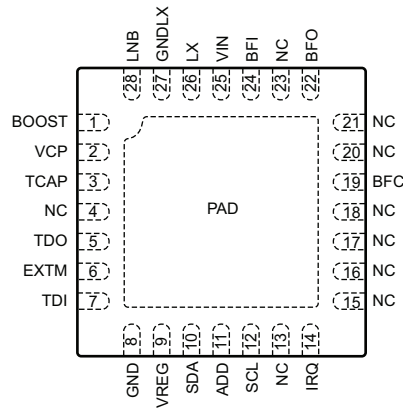 LNB
GNDLX
LX
VIN
BFI
NC
BFO
28
27
26
25
24
23
22
BOOST 1
VCP 2
TCAP 3
NC 4
TDO 5
EXTM 6
TDI 7
PAD
21 NC
20 NC
19 BFC
18 NC
17 NC
16 NC
15 NC
8
9
10
11
12
13
14
GND
VREG
SDA
ADD
SCL
NC
IRQ